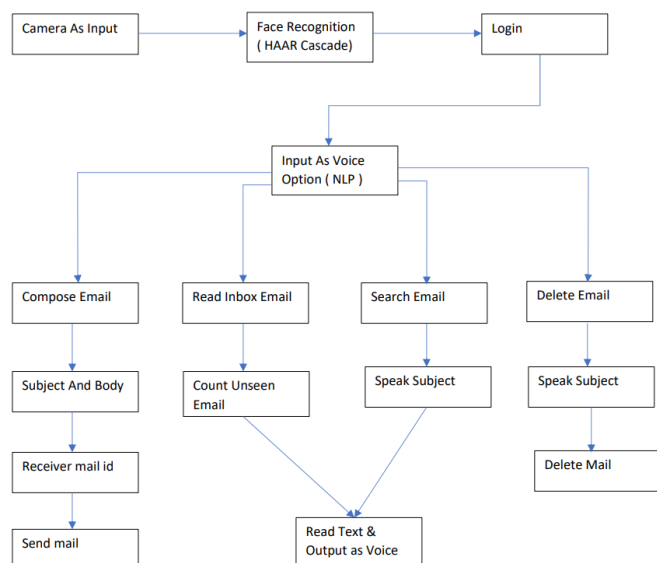 Camera As Input
Face Recognition
( HAAR Cascade)
Login
Input As Voice
Option ( NLP )
Compose Email
Read Inbox Email
Search Email
Delete Email
Subject And Body
Count Unseen
Email
Speak Subject
Speak Subject
Receiver mail id
Delete Mail
Send mail
Read Text &
Output as Voice